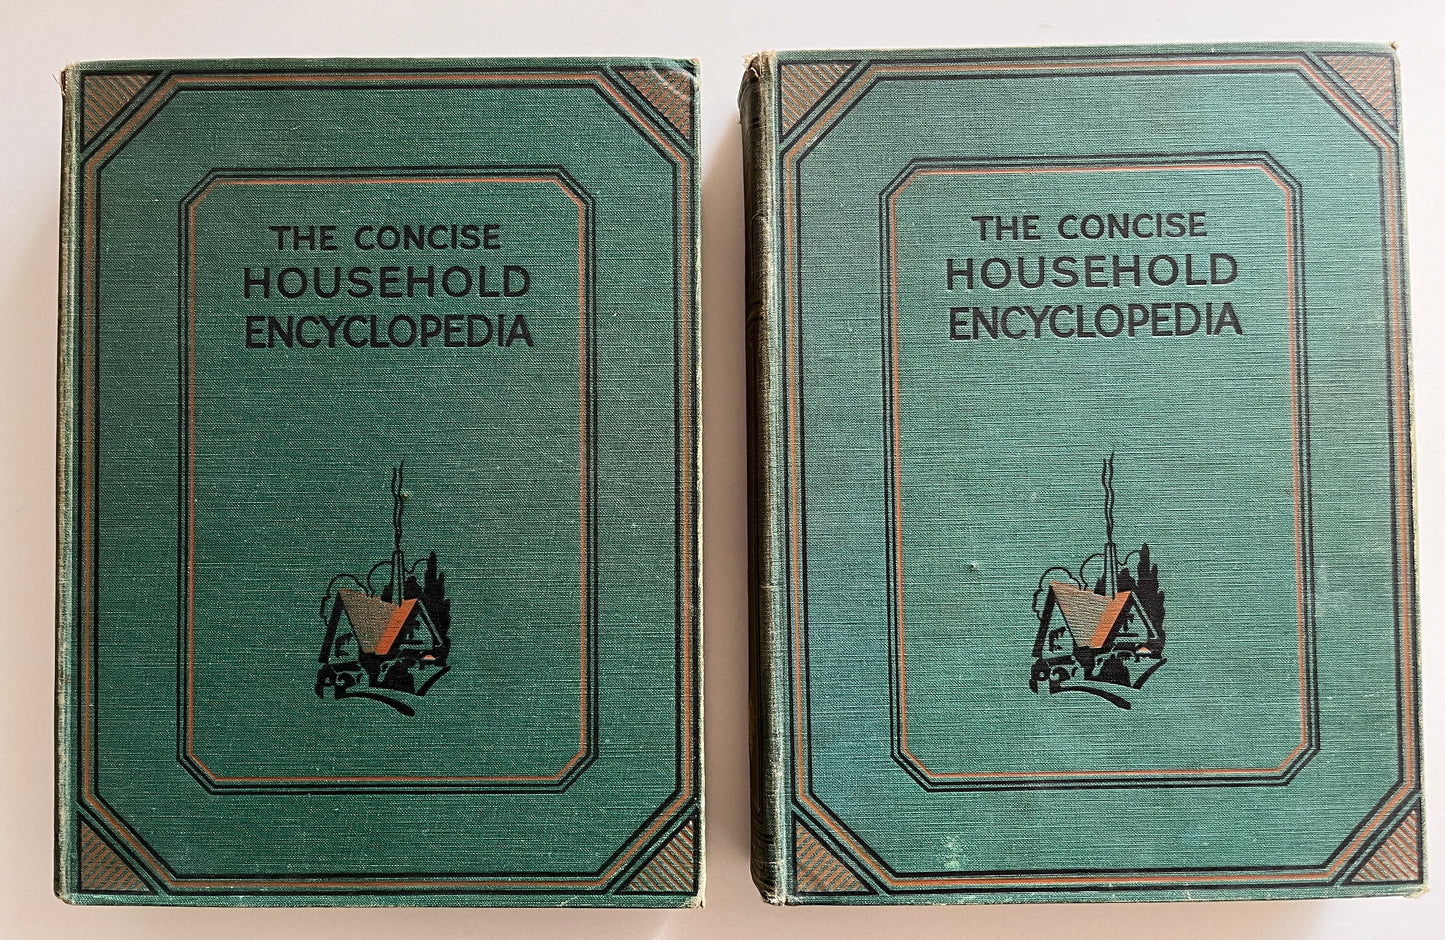 THE CONCISE
HOUSEHOLD
ENCYCLOPEDIA
THE CONCISE
HOUSEHOLD
ENCYCLOPEDIA